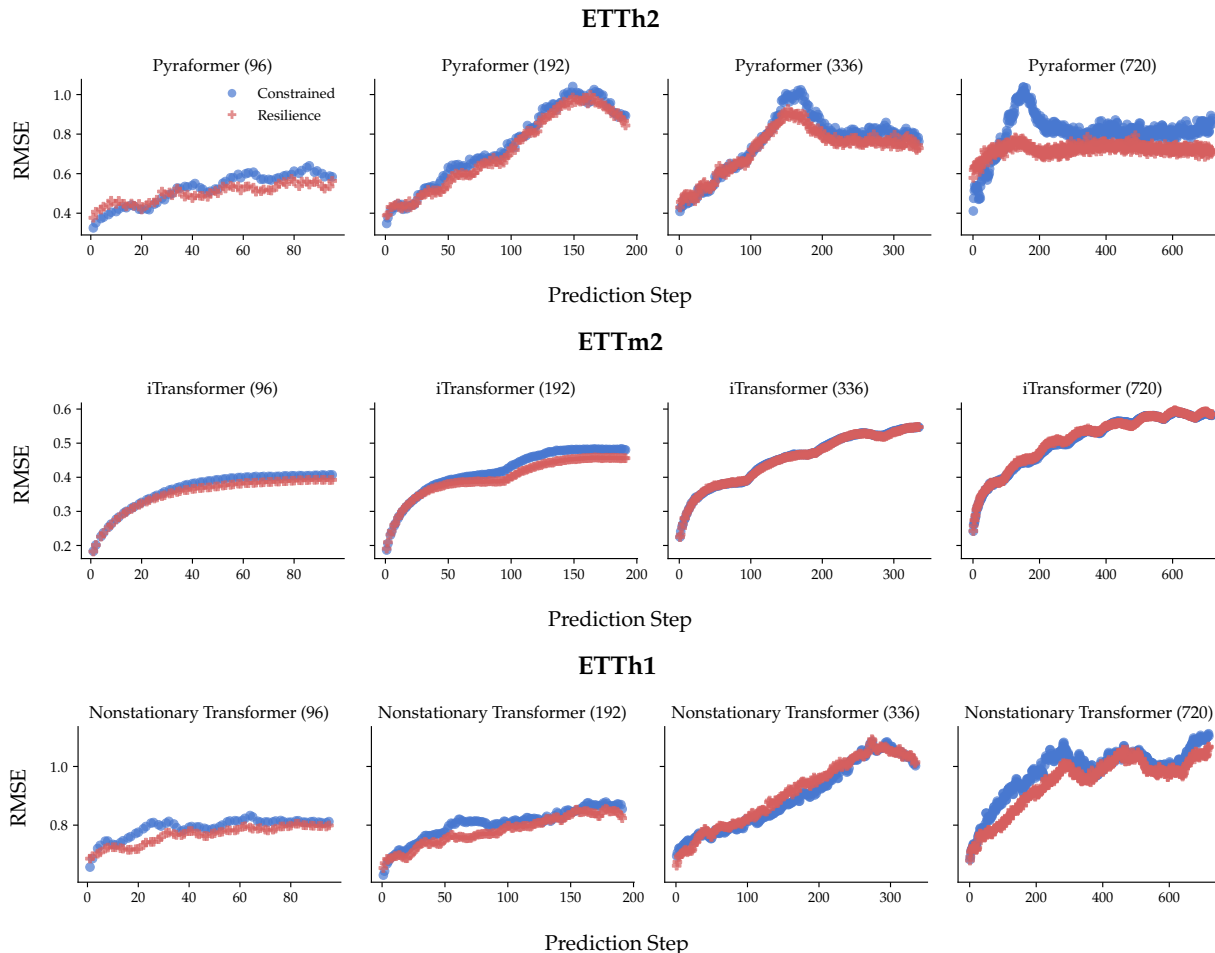 ETTh2
Pyraformer (96) Pyraformer (192) Pyraformer (336) Pyraformer (720)
Constrained
Resilience
RMSE
1.0
0.8
0.6
0.4
0 20 40 60 80 0 50 100 150 200 0 100 200 300 0 200 400 600
Prediction Step
ETTm2
iTransformer (96) iTransformer (192) iTransformer (336) iTransformer (720)
RMSE
0.6
0.5
0.4
0.3
0.2
0 20 40 60 80 0 50 100 150 200 0 100 200 300 0 200 400 600
Prediction Step
ETTh1
Nonstationary Transformer (96) Nonstationary Transformer (192) Nonstationary Transformer (336) Nonstationary Transformer (720)
RMSE
1.0
0.8
0 20 40 60 80 0 50 100 150 200 0 100 200 300 0 200 400 600
Prediction Step